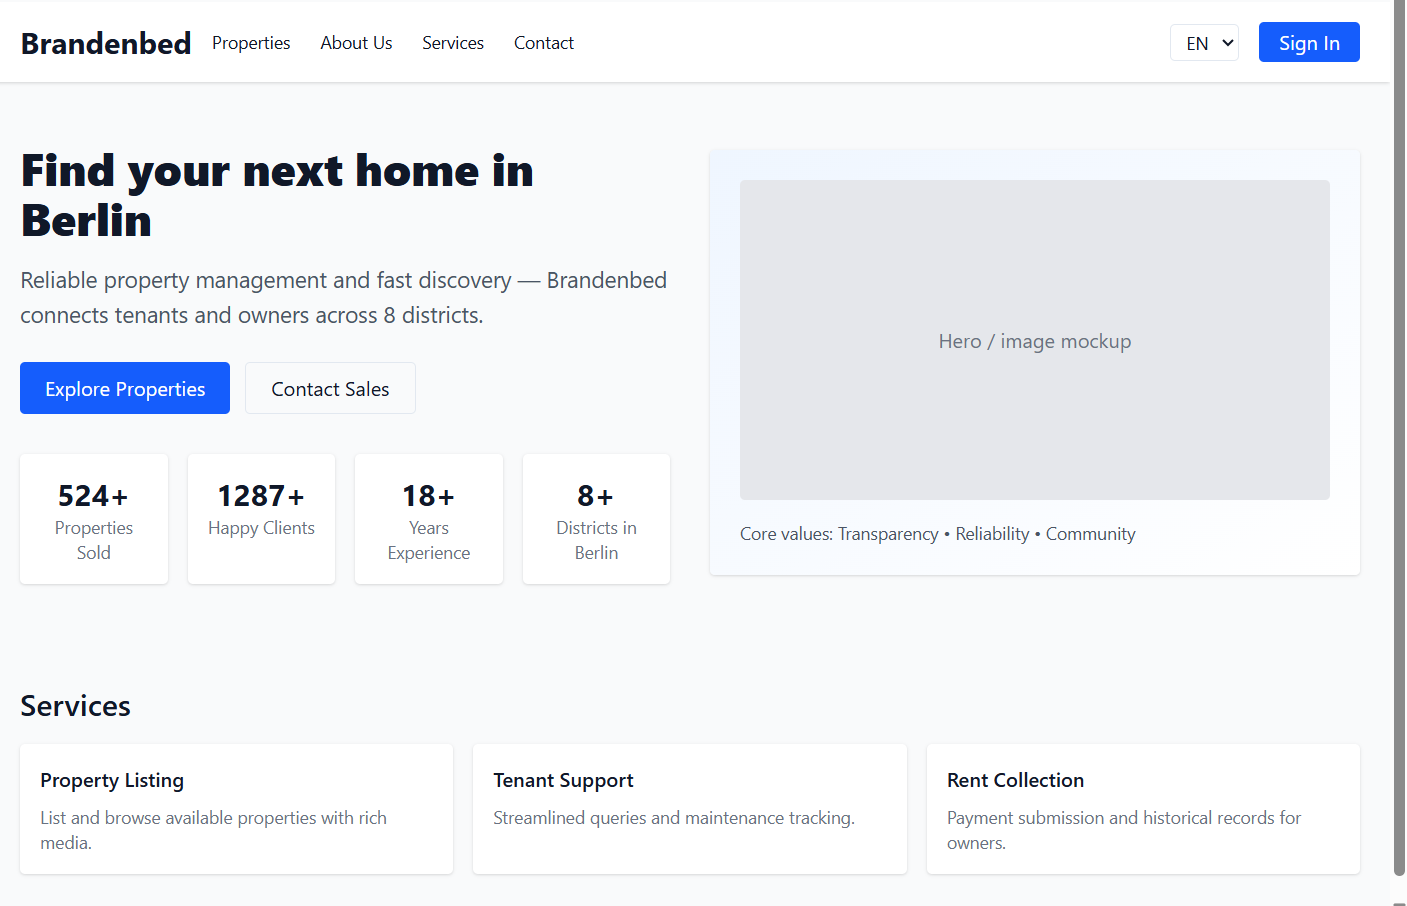 Brandenbed
Properties
About Us
Services
Contact
EN
Sign In
Find your next home in
Berlin
Reliable property management and fast discovery — Brandenbed
connects tenants and owners across 8 districts.
Explore Properties
Contact Sales
524+
Properties
Sold
1287+
Happy Clients
18+
Years
Experience
8+
Districts in
Berlin
Hero / image mockup
Core values: Transparency • Reliability • Community
Services
Property Listing
List and browse available properties with rich
media.
Tenant Support
Streamlined queries and maintenance tracking.
Rent Collection
Payment submission and historical records for
owners.